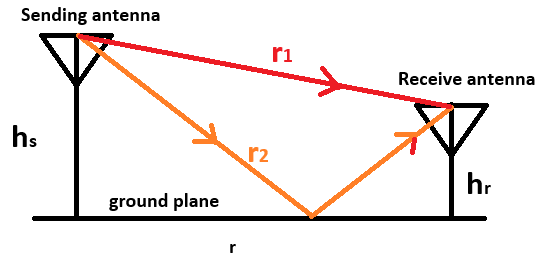 Sending antenna
r1
Receive antenna
hs
r2
hr
ground plane
r